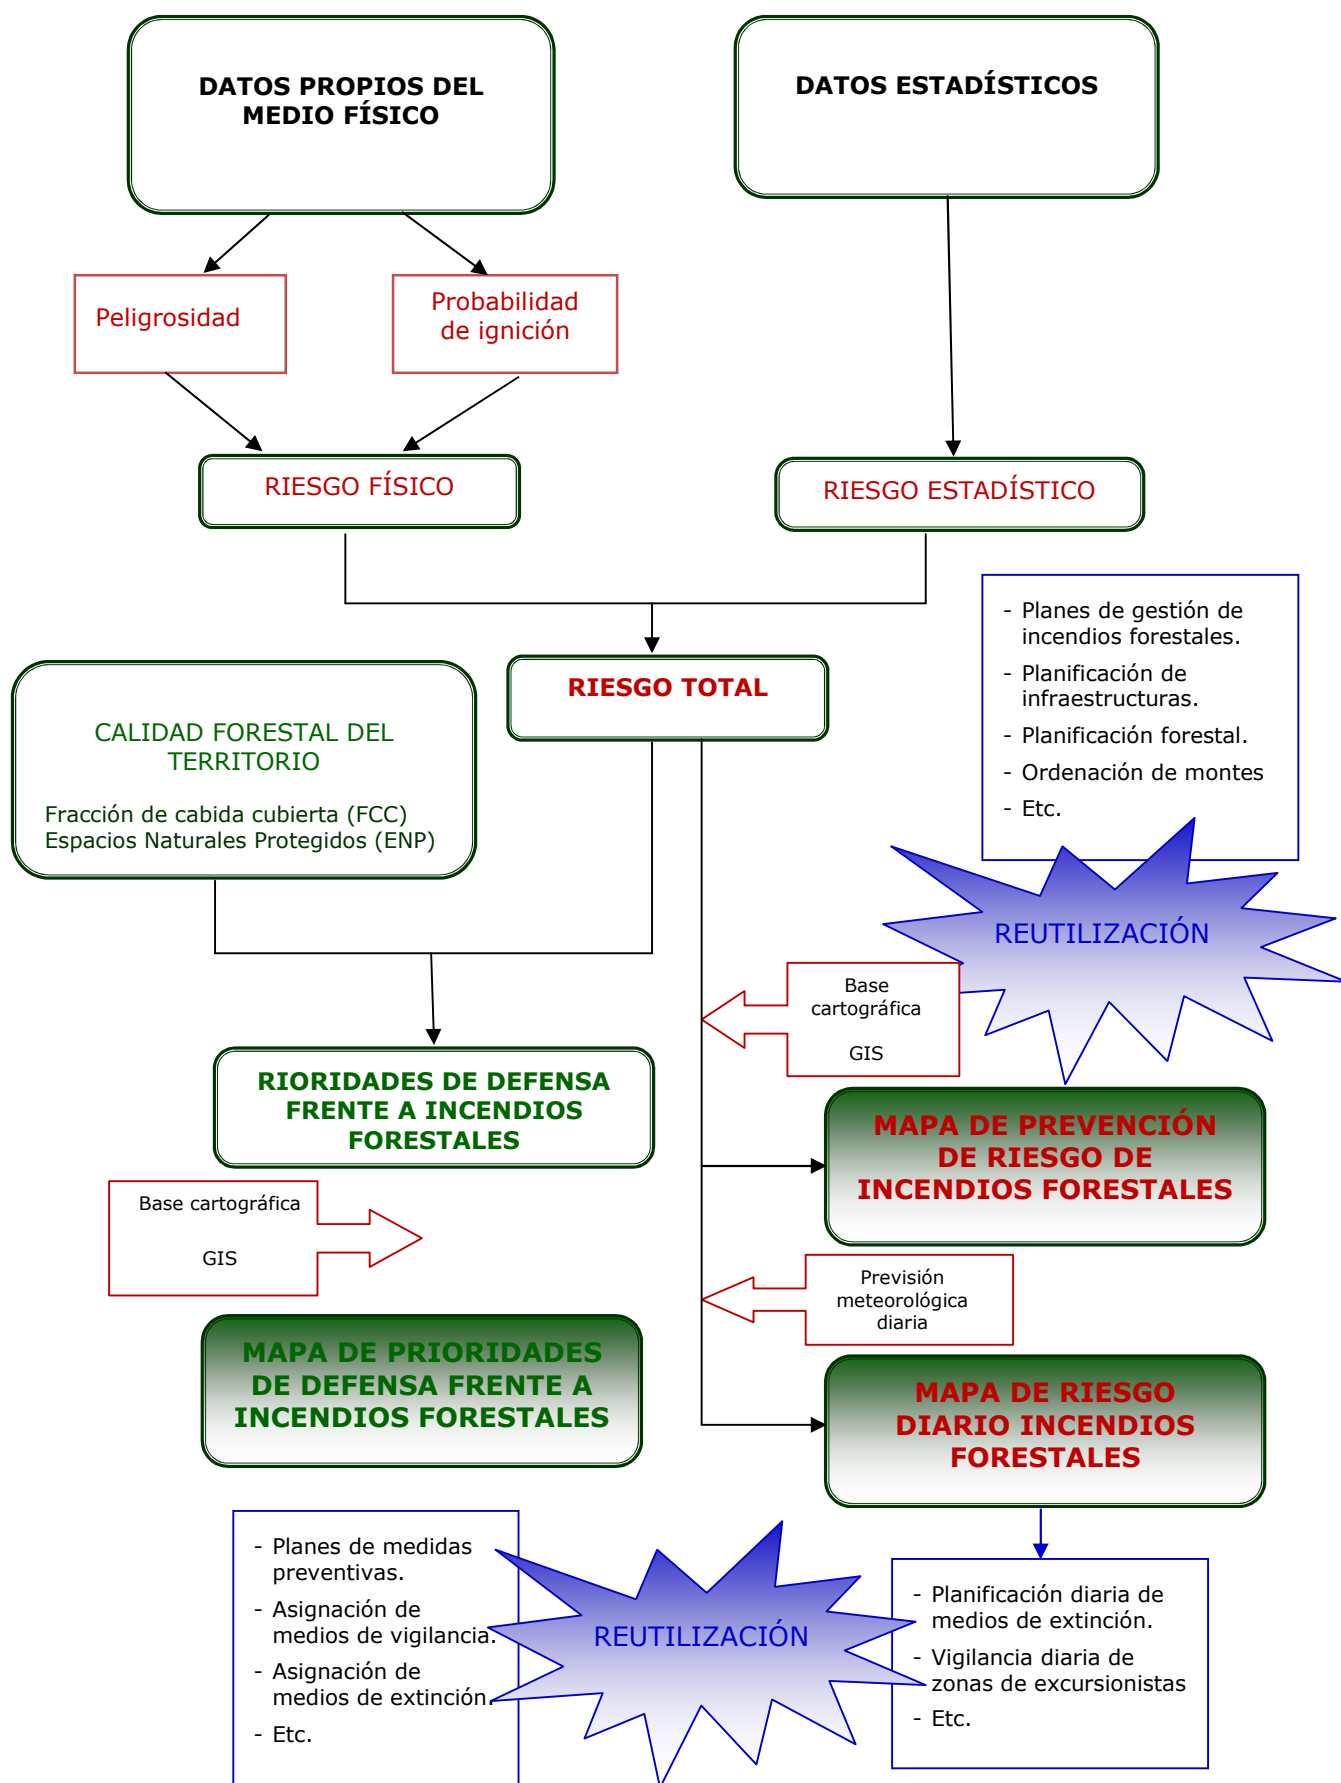 DATOS PROPIOS DEL
MEDIO FÍSICO
DATOS ESTADÍSTICOS
Peligrosidad
Probabilidad
de ignición
RIESGO FÍSICO
RIESGO ESTADÍSTICO
- Planes de gestión de
incendios forestales.
- Planificación de
infraestructuras.
- Planificación forestal.
- Ordenación de montes
- Etc.
RIESGO TOTAL
CALIDAD FORESTAL DEL
TERRITORIO
Fracción de cabida cubierta (FCC)
Espacios Naturales Protegidos (ENP)
REUTILIZACIÓN
Base
cartográfica
GIS
RIORIDADES DE DEFENSA
FRENTE A INCENDIOS
FORESTALES
MAPA DE PREVENCIÓN
DE RIESGO DE
INCENDIOS FORESTALES
Base cartográfica
GIS
Previsión
meteorológica
diaria
MAPA DE PRIORIDADES
DE DEFENSA FRENTE A
INCENDIOS FORESTALES
MAPA DE RIESGO
DIARIO INCENDIOS
FORESTALES
- Planes de medidas
preventivas.
- Asignación de
medios de vigilancia.
- Asignación de
medios de extinción.
- Etc.
REUTILIZACIÓN
- Planificación diaria de
medios de extinción.
- Vigilancia diaria de
zonas de excursionistas
- Etc.